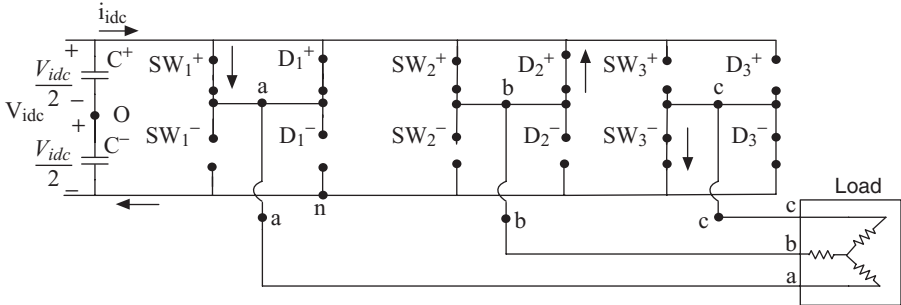 i_idc
+ C⁺ SW₁⁺ D₁⁺ SW₂⁺ D₂⁺ SW₃⁺ D₃⁺
V_idc/2
− a b c
V_idc O
+ C⁻ SW₁⁻ D₁⁻ SW₂⁻ D₂⁻ SW₃⁻ D₃⁻
V_idc/2
− n
Load
a b c c
b
a